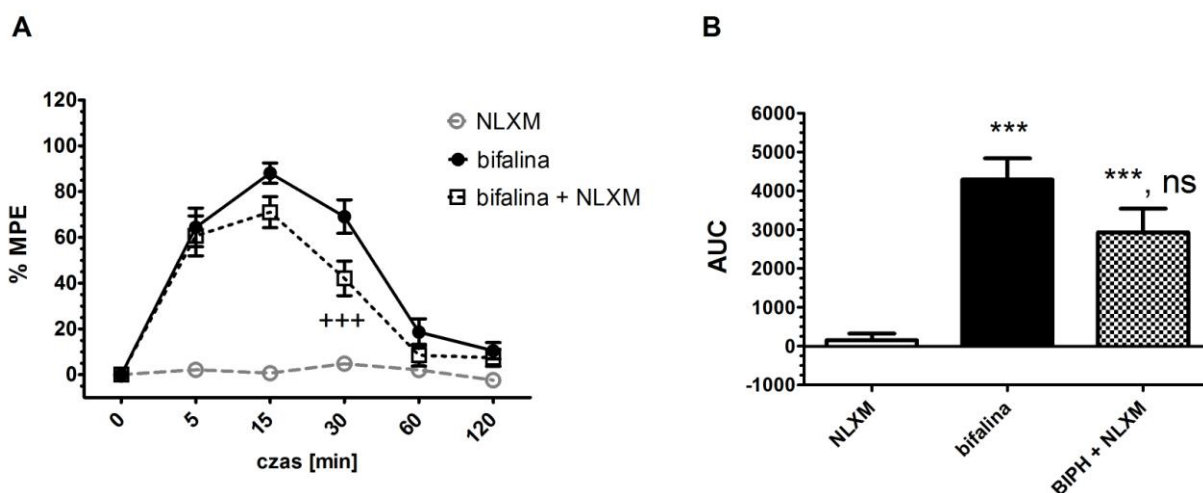 A
% MPE
120
100
80
60
40
20
0
+++
0
5
15
30
60
120
czas [min]
NLXM
bifalina
bifalina + NLXM
B
AUC
6000
5000
4000
3000
2000
1000
0
-1000
***
***, ns
NLXM
bifalina
BIPH + NLXM